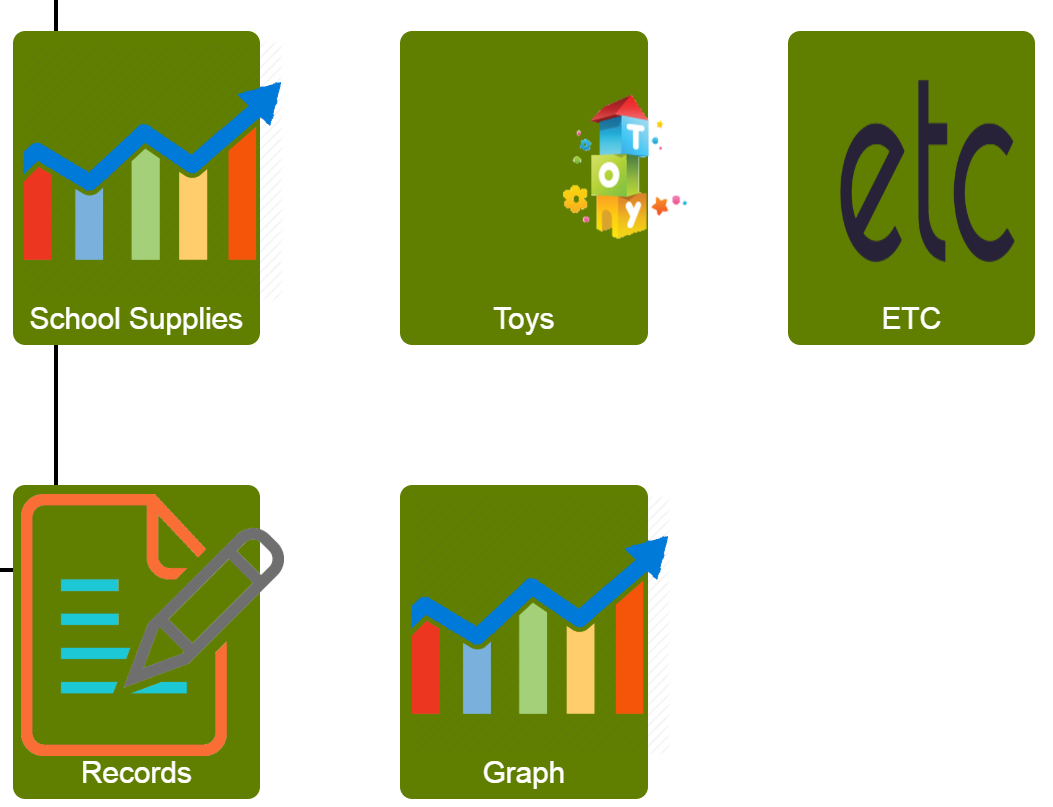 T
O
Y
etc
School Supplies
Toys
ETC
Records
Graph